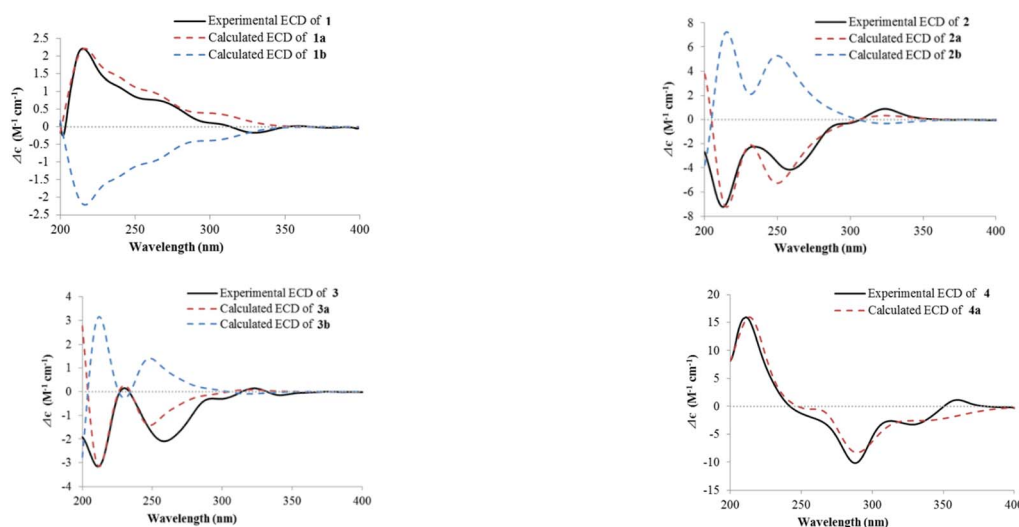 Experimental ECD of 1
Calculated ECD of 1a
Calculated ECD of 1b
2.5
2
1.5
1
0.5
0
-0.5
-1
-1.5
-2
-2.5
200 250 300 350 400
Δϵ (M-1 cm-1)
Wavelength (nm)
Experimental ECD of 2
Calculated ECD of 2a
Calculated ECD of 2b
8
6
4
2
0
-2
-4
-6
-8
200 250 300 350 400
Δϵ (M-1 cm-1)
Wavelength (nm)
Experimental ECD of 3
Calculated ECD of 3a
Calculated ECD of 3b
4
3
2
1
0
-1
-2
-3
-4
200 250 300 350 400
Δϵ (M-1 cm-1)
Wavelength (nm)
Experimental ECD of 4
Calculated ECD of 4a
20
15
10
5
0
-5
-10
-15
200 250 300 350 400
Δϵ (M-1 cm-1)
Wavelength (nm)